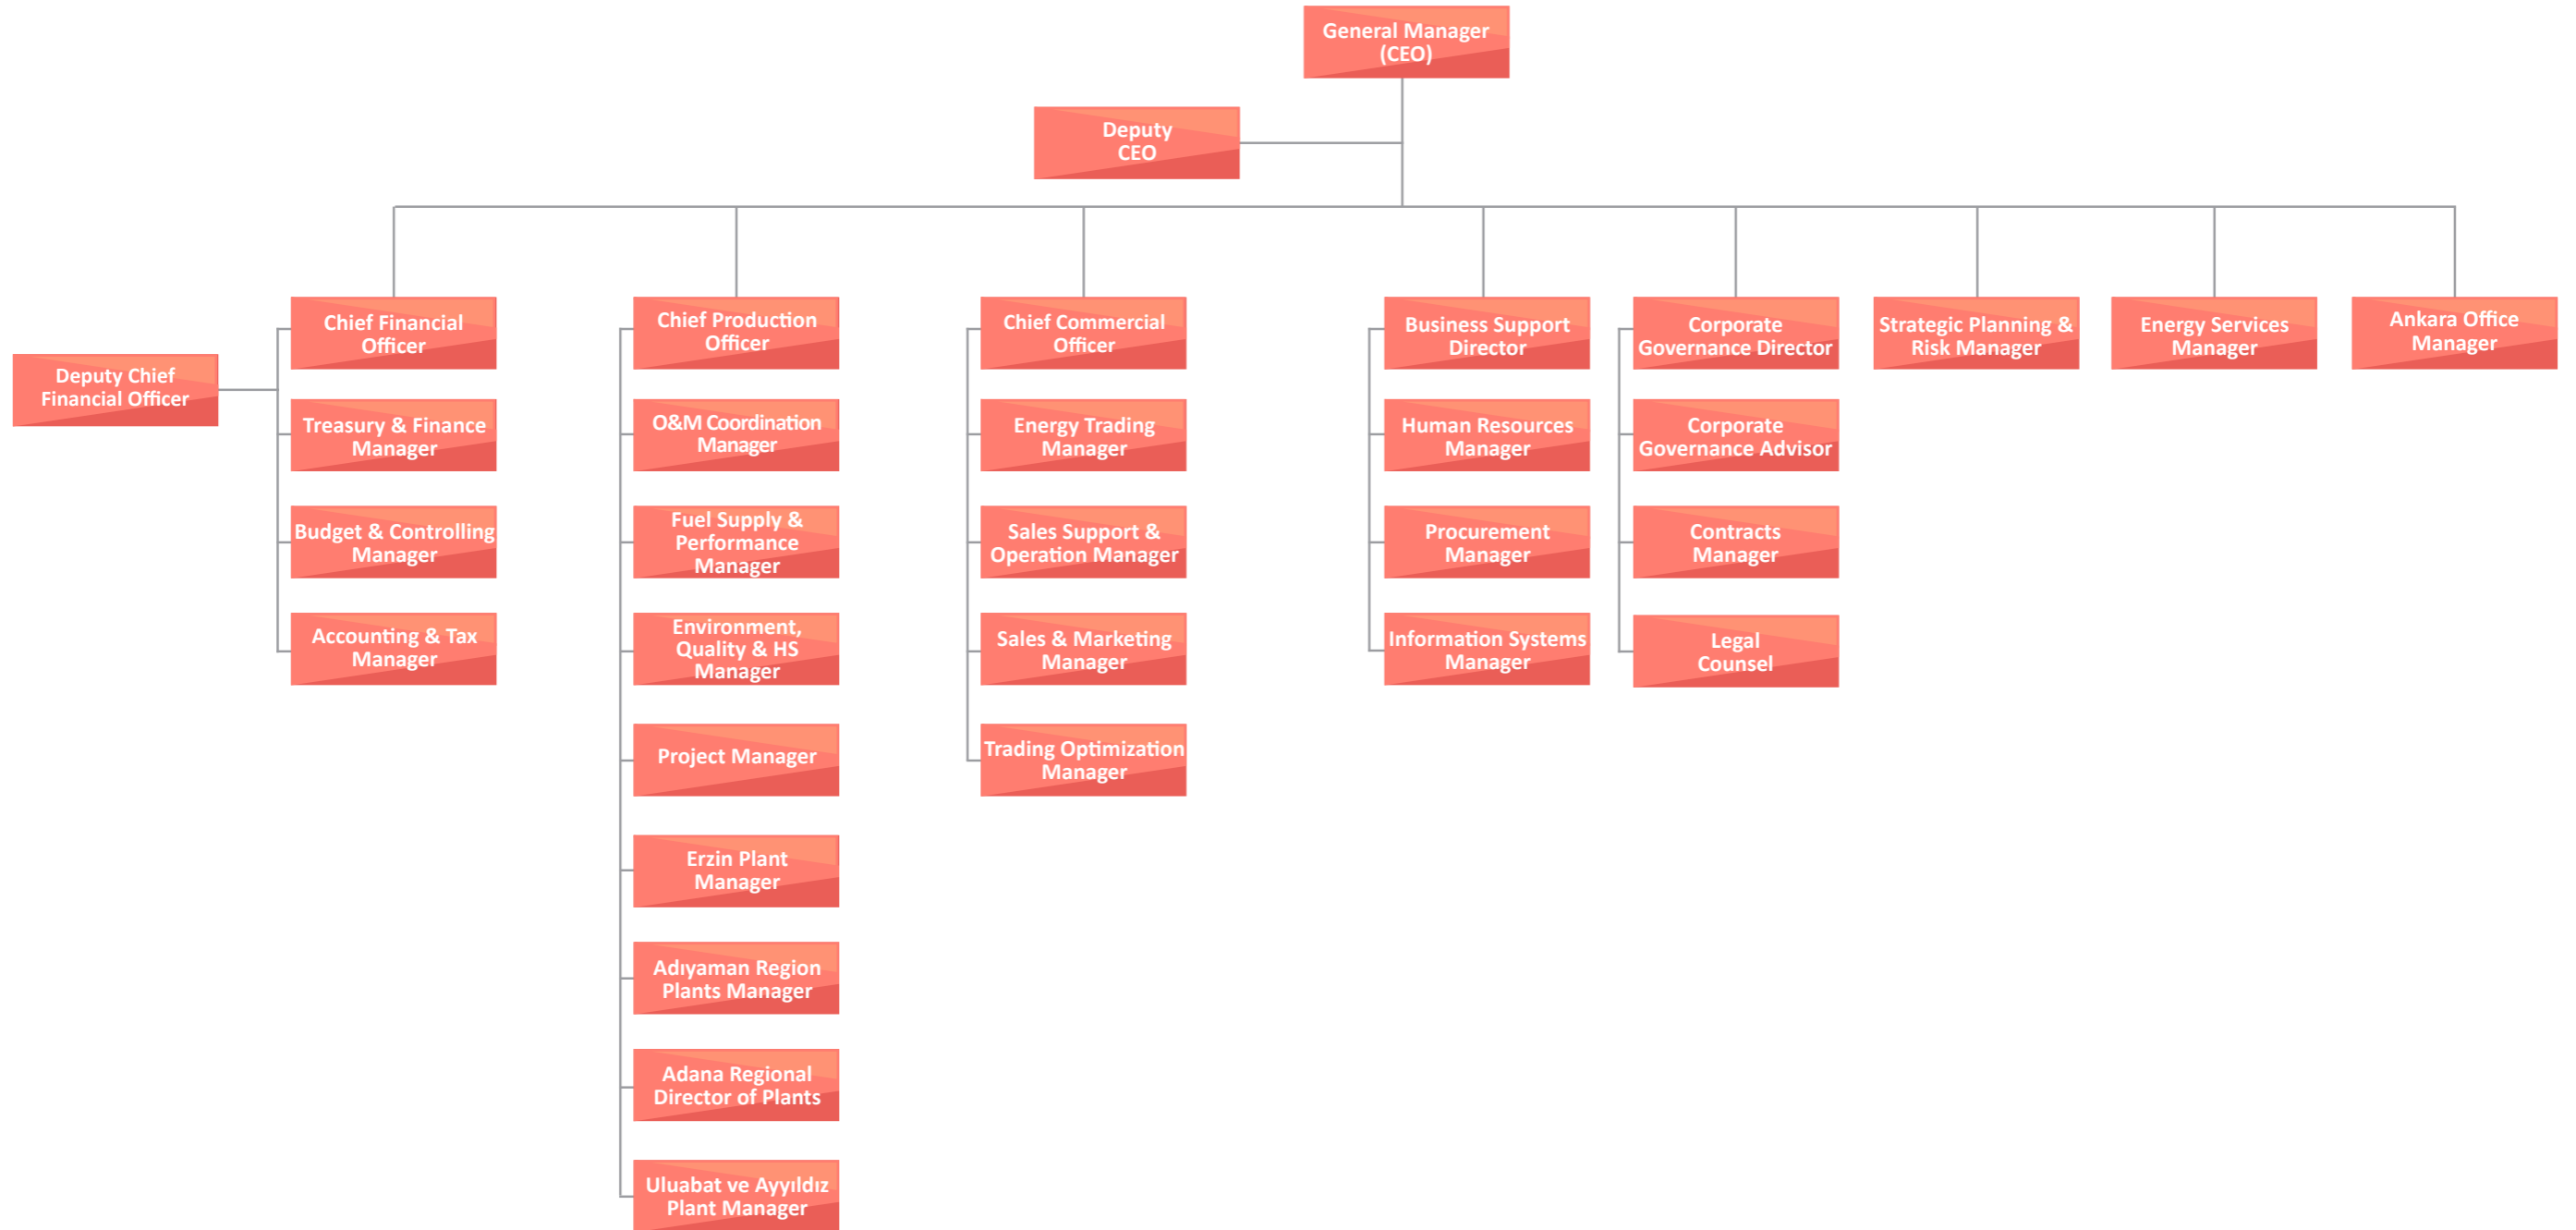 General Manager
(CEO)
Deputy
CEO
Chief Financial
Officer
Deputy Chief
Financial Officer
Treasury & Finance
Manager
Budget & Controlling
Manager
Accounting & Tax
Manager
Chief Production
Officer
O&M Coordination
Manager
Fuel Supply &
Performance
Manager
Environment,
Quality & HS
Manager
Project Manager
Erzin Plant
Manager
Adıyaman Region
Plants Manager
Adana Regional
Director of Plants
Uluabat ve Ayyıldız
Plant Manager
Chief Commercial
Officer
Energy Trading
Manager
Sales Support &
Operation Manager
Sales & Marketing
Manager
Trading Optimization
Manager
Business Support
Director
Human Resources
Manager
Procurement
Manager
Information Systems
Manager
Corporate
Governance Director
Corporate
Governance Advisor
Contracts
Manager
Legal
Counsel
Strategic Planning &
Risk Manager
Energy Services
Manager
Ankara Office
Manager